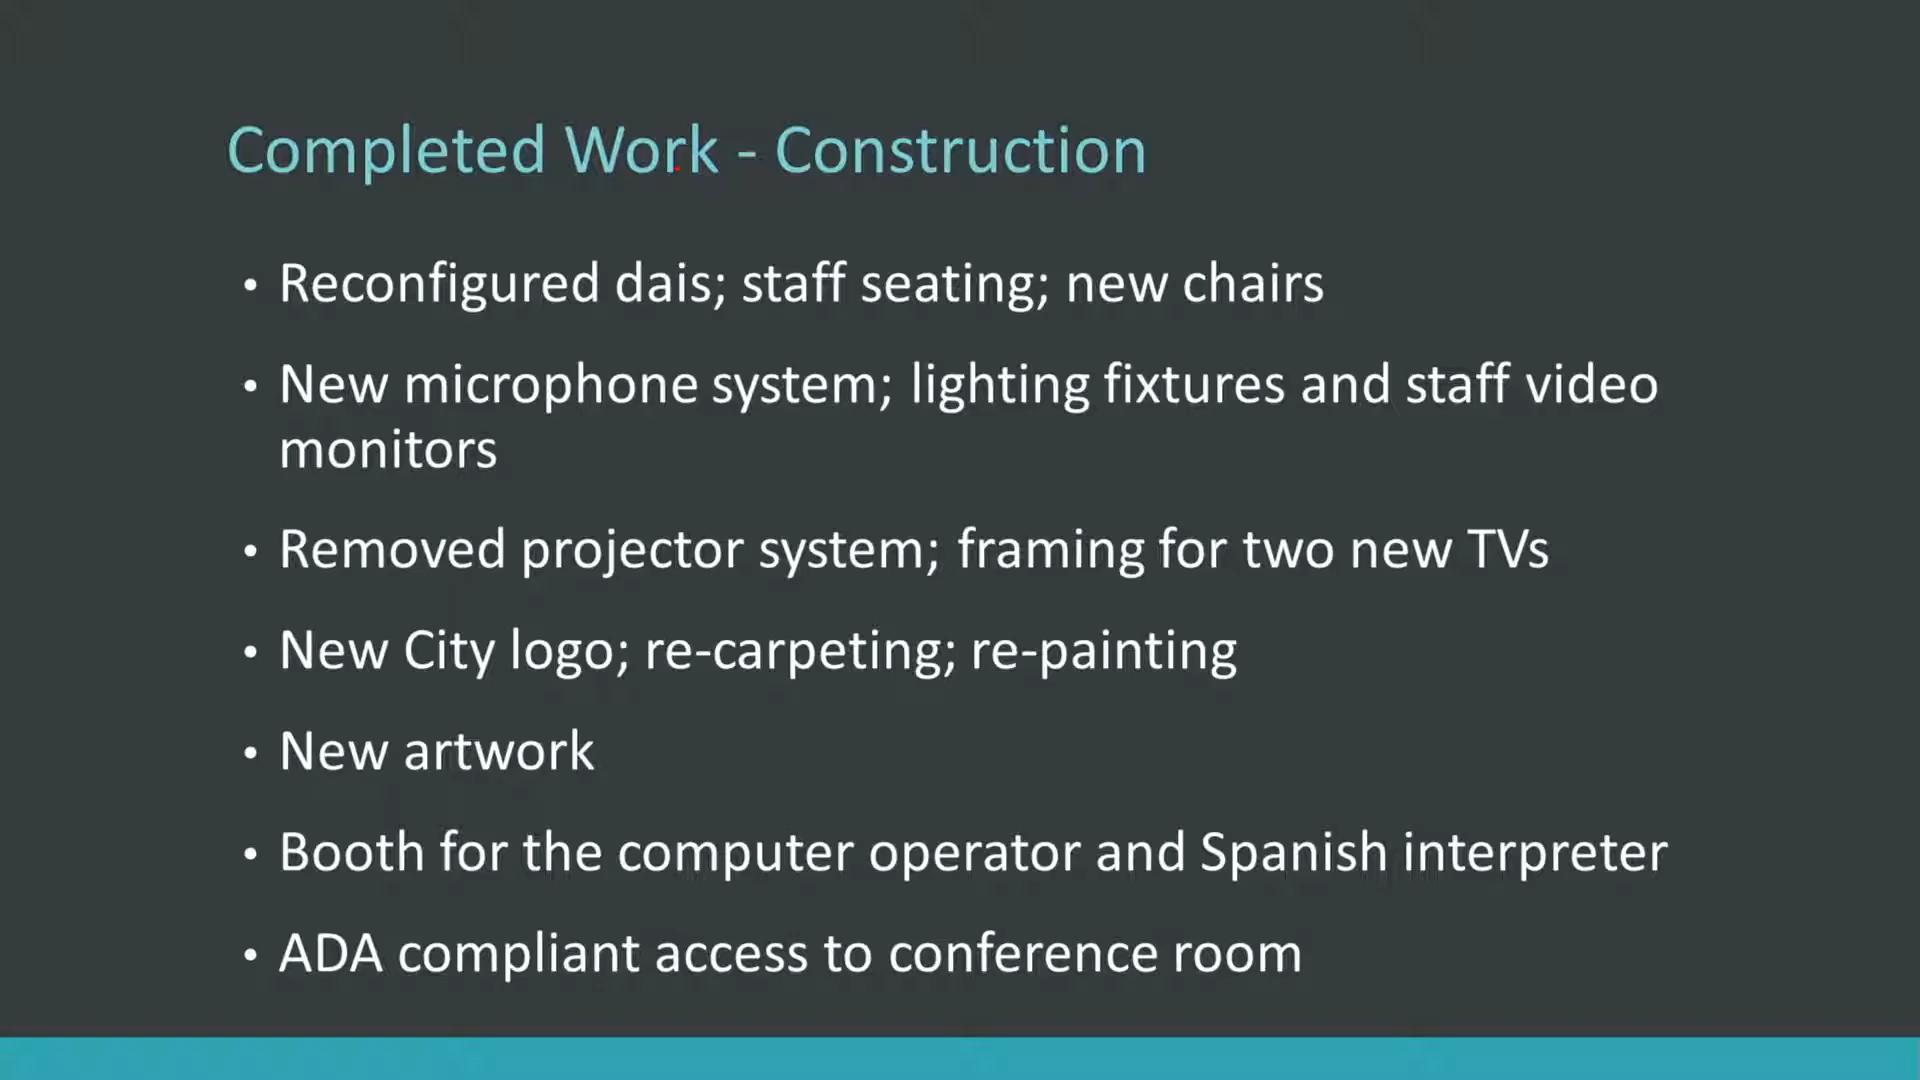 Completed Work - Construction
• Reconfigured dais; staff seating; new chairs
• New microphone system; lighting fixtures and staff video
monitors
• Removed projector system; framing for two new TVs
• New City logo; re-carpeting; re-painting
• New artwork
• Booth for the computer operator and Spanish interpreter
• ADA compliant access to conference room